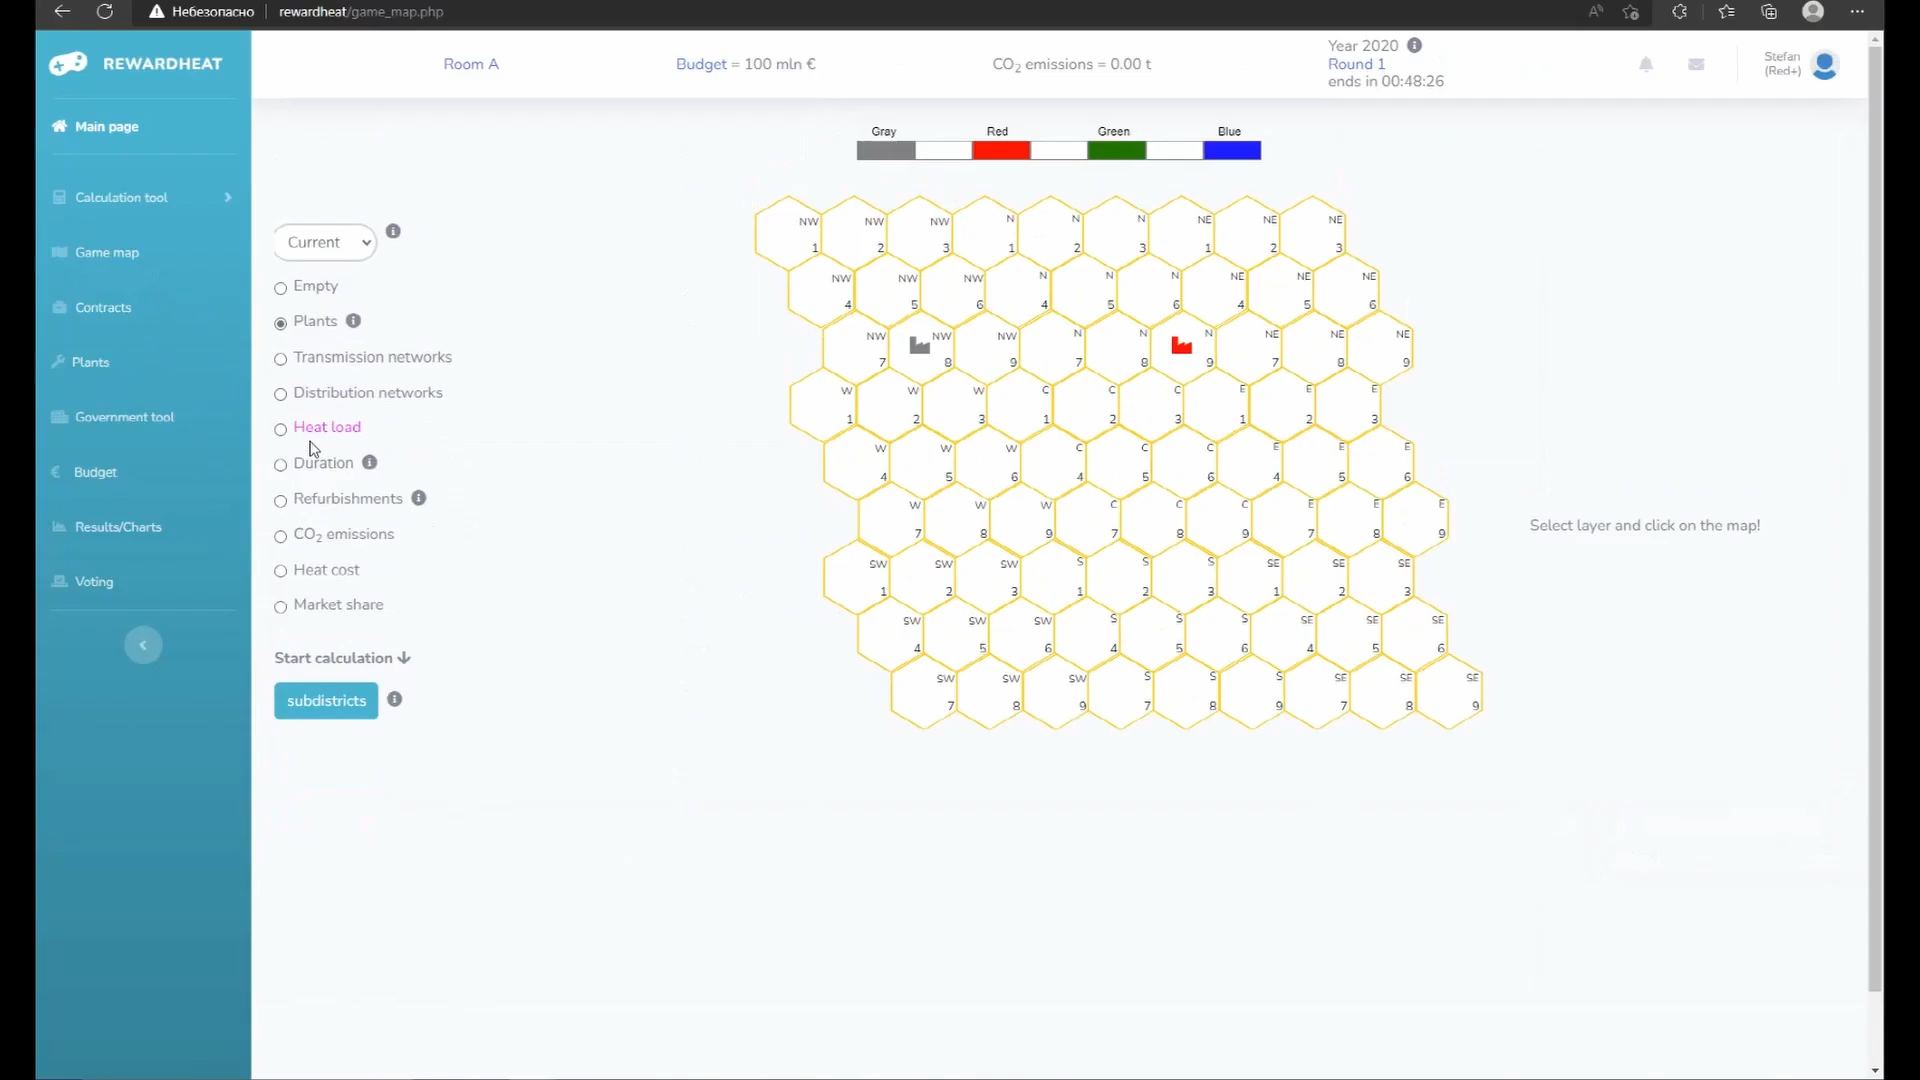 Небезопасно rewardheat/game_map.php
REWARDHEAT
Room A
Budget = 100 mln €
CO2 emissions = 0.00 t
Year 2020
Round 1
ends in 00:48:26
Stefan
(Red+)
Main page
Calculation tool
Game map
Contracts
Plants
Government tool
Budget
Results/Charts
Voting
Gray Red Green Blue
Current
Empty
Plants
Transmission networks
Distribution networks
Heat load
Duration
Refurbishments
CO2 emissions
Heat cost
Market share
Start calculation
subdistricts
NW NW NW N N N NE NE NE
1 2 3 1 2 3 1 2 3
NW NW NW N N N NE NE NE
4 5 6 4 5 6 4 5 6
NW NW NW N N N NE NE NE
7 8 9 7 8 9 7 8 9
W W W C C C E E E
1 2 3 1 2 3 1 2 3
W W W C C C E E E
4 5 6 4 5 6 4 5 6
W W W C C C E E E
7 8 9 7 8 9 7 8 9
SW SW SW S S S SE SE SE
1 2 3 1 2 3 1 2 3
SW SW SW S S S SE SE SE
4 5 6 4 5 6 4 5 6
SW SW SW S S S SE SE SE
7 8 9 7 8 9 7 8 9
Select layer and click on the map!